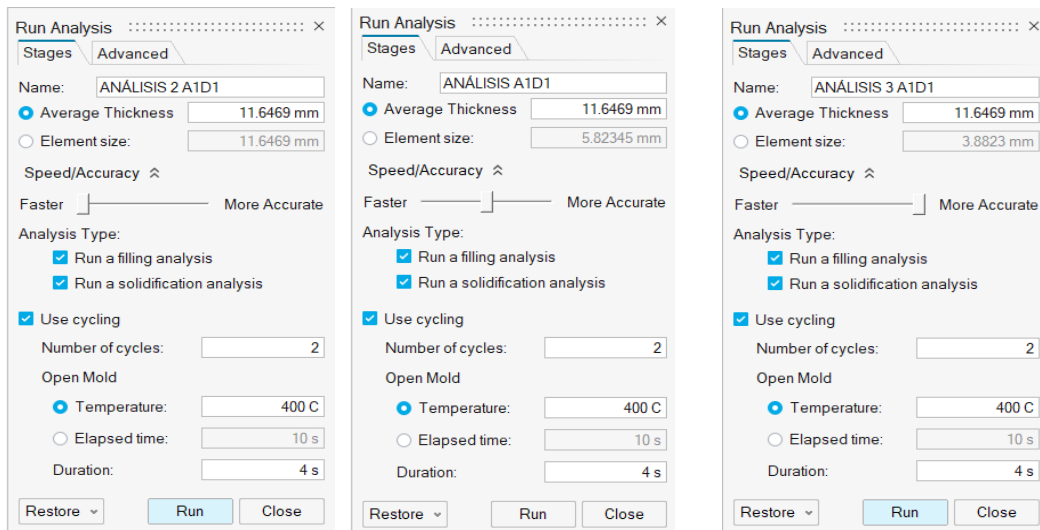 Run Analysis
Stages Advanced
Name: ANÁLISIS 2 A1D1
Average Thickness 11.6469 mm
Element size: 11.6469 mm
Speed/Accuracy
Faster More Accurate
Analysis Type:
Run a filling analysis
Run a solidification analysis
Use cycling
Number of cycles: 2
Open Mold
Temperature: 400 C
Elapsed time: 10 s
Duration: 4 s
Restore Run Close
Run Analysis
Stages Advanced
Name: ANÁLISIS A1D1
Average Thickness 11.6469 mm
Element size: 5.82345 mm
Speed/Accuracy
Faster More Accurate
Analysis Type:
Run a filling analysis
Run a solidification analysis
Use cycling
Number of cycles: 2
Open Mold
Temperature: 400 C
Elapsed time: 10 s
Duration: 4 s
Restore Run Close
Run Analysis
Stages Advanced
Name: ANÁLISIS 3 A1D1
Average Thickness 11.6469 mm
Element size: 3.8823 mm
Speed/Accuracy
Faster More Accurate
Analysis Type:
Run a filling analysis
Run a solidification analysis
Use cycling
Number of cycles: 2
Open Mold
Temperature: 400 C
Elapsed time: 10 s
Duration: 4 s
Restore Run Close